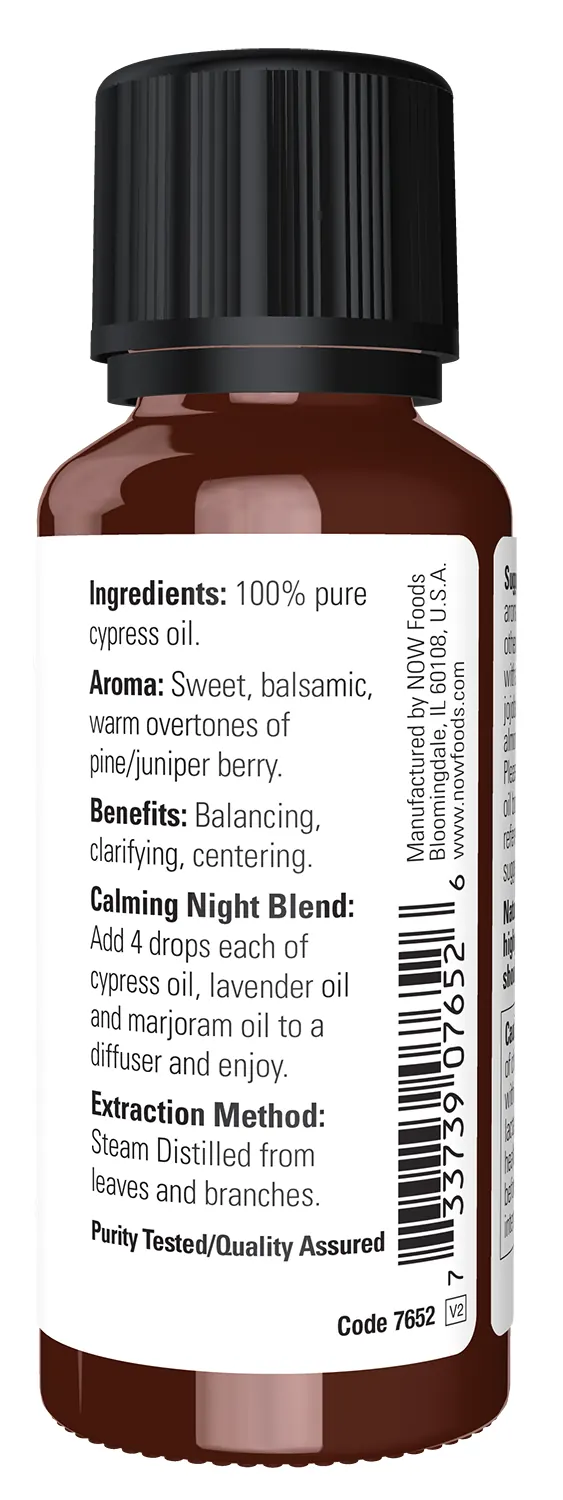 Ingredients: 100% pure
cypress oil.
Aroma: Sweet, balsamic,
warm overtones of
pine/juniper berry.
Benefits: Balancing,
clarifying, centering.
Calming Night Blend:
Add 4 drops each of
cypress oil, lavender oil
and marjoram oil to a
diffuser and enjoy.
Extraction Method:
Steam Distilled from
leaves and branches.
Purity Tested/Quality Assured
Code 7652 V2
Manufactured by NOW Foods
Bloomingdale, IL 60108, U.S.A.
www.nowfoods.com
7 33739 07652 6